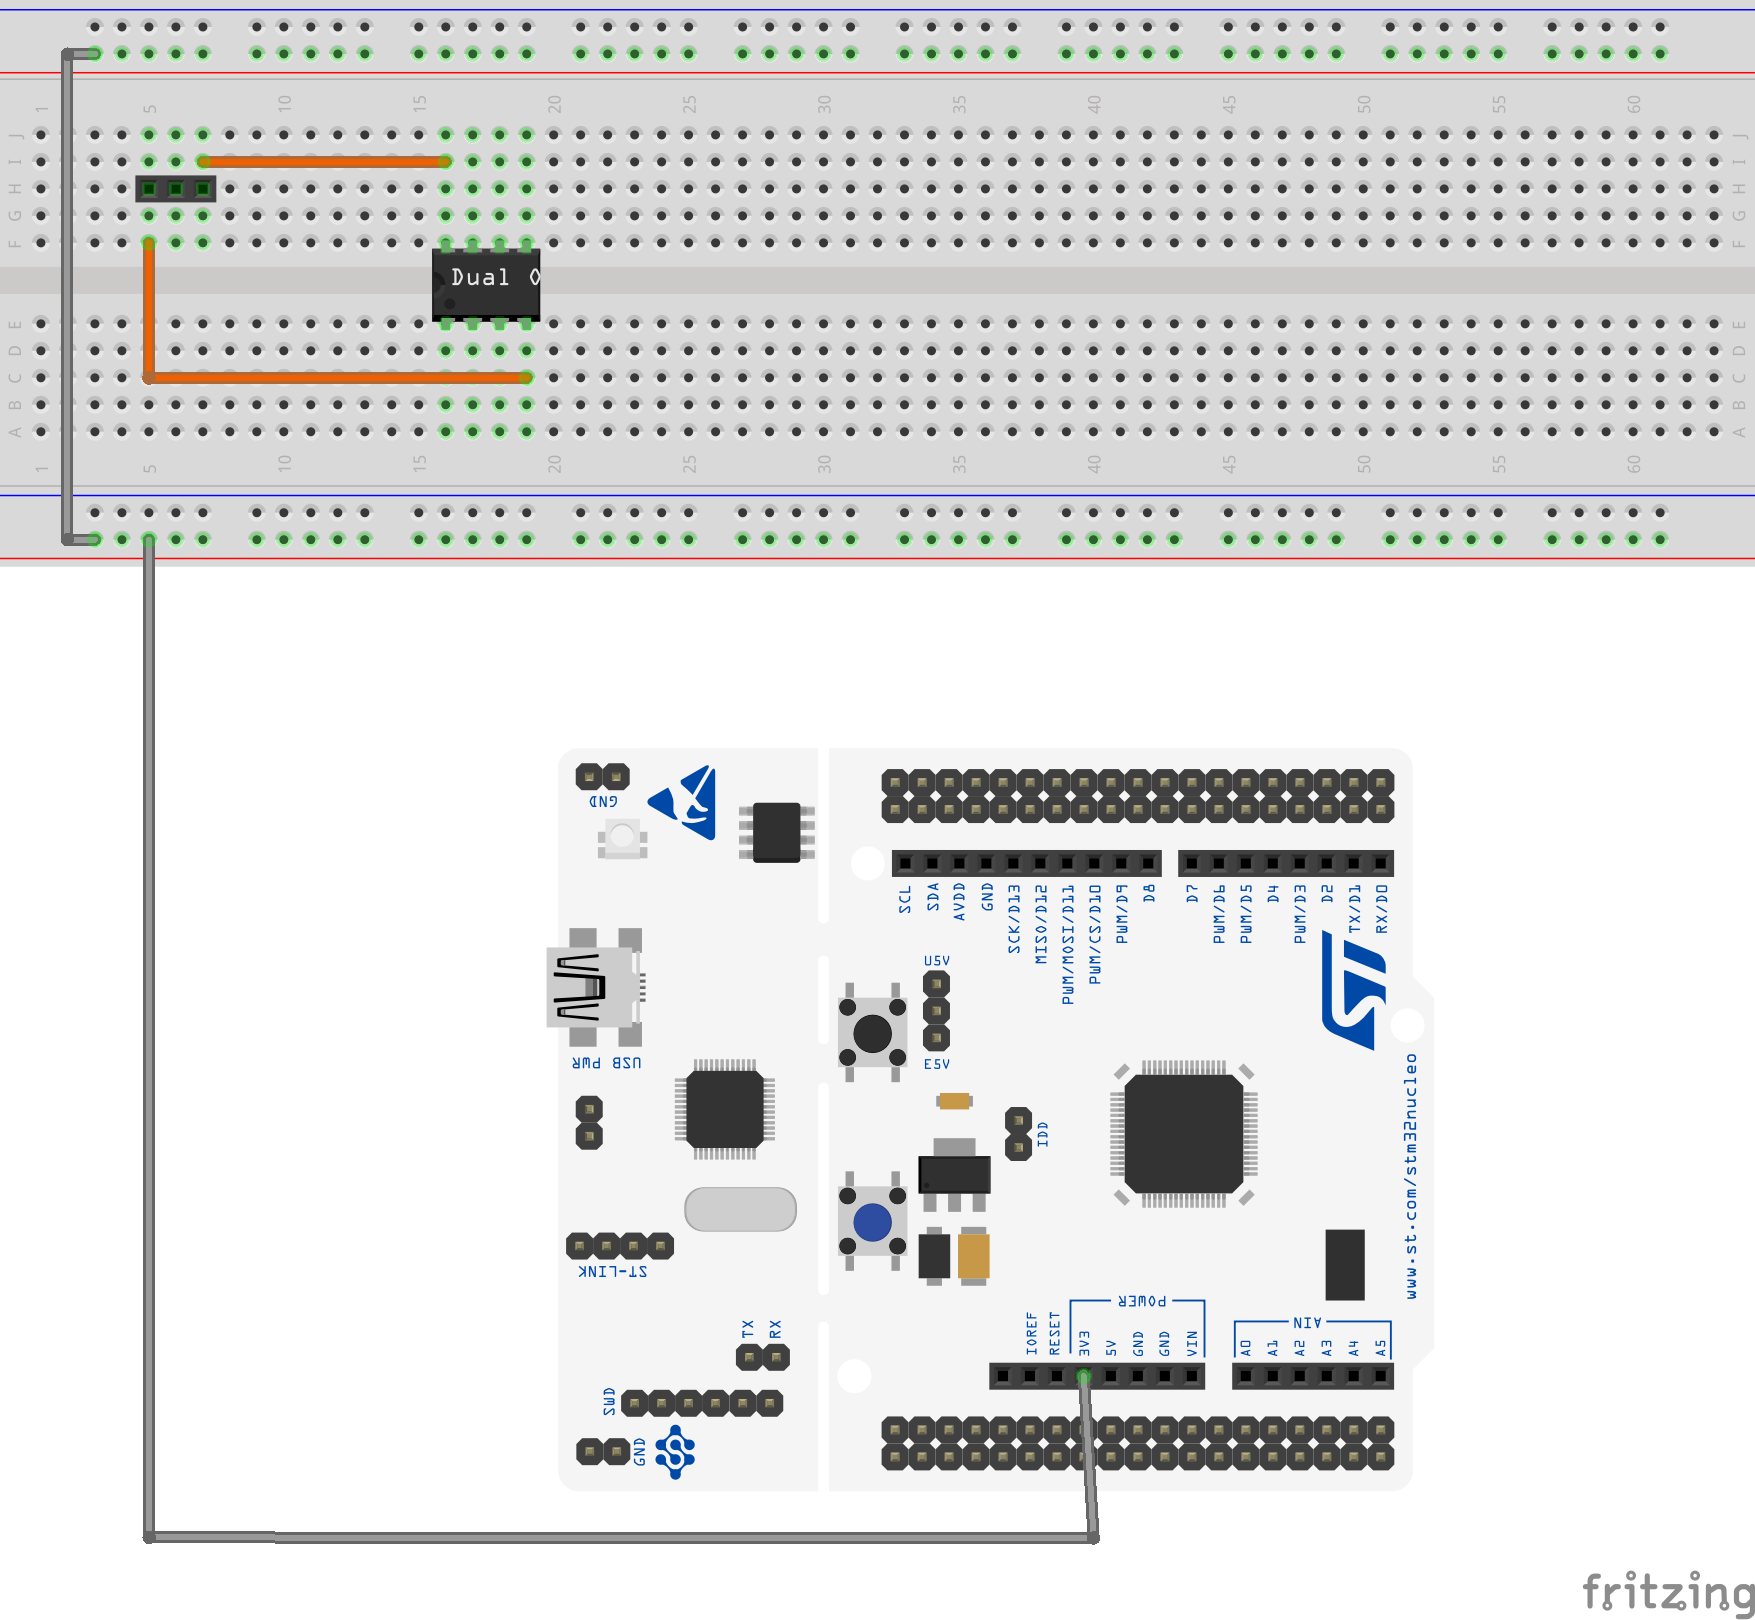 1 5 10 15 20 25 30 35 40 45 50 55 60
J J
I I
H H
G G
F F
Dual O
E E
D D
C C
B B
A A
1 5 10 15 20 25 30 35 40 45 50 55 60
GND
SCL SDA AVDD GND SCK/D13 MISO/D12 PWM/MOSI/D11 PWM/CS/D10 PWM/D9 D8 D7 PWM/D6 PWM/D5 D4 PWM/D3 D2 TX/D1 RX/D0
U5V
ST
USB PWR
E5V
IDD
www.st.com/stm32nucleo
ST-LINK
POWER
AIN
TX RX
IOREF RESET 3V3 5V GND GND VIN A0 A1 A2 A3 A4 A5
SWD
GND
fritzing